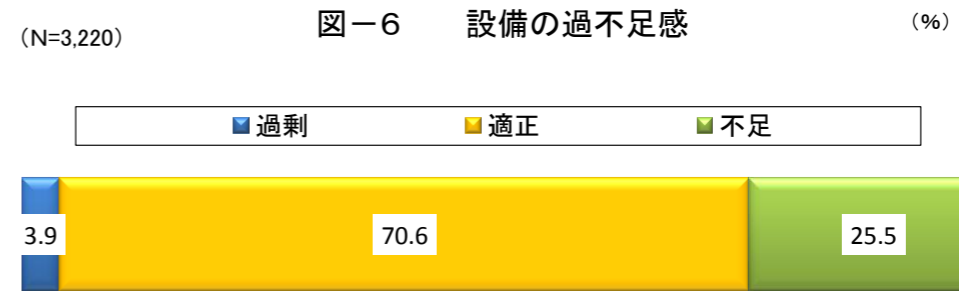 図－6　　設備の過不足感
（N=3,220）
（%）
過剰　適正　不足
3.9　70.6　25.5